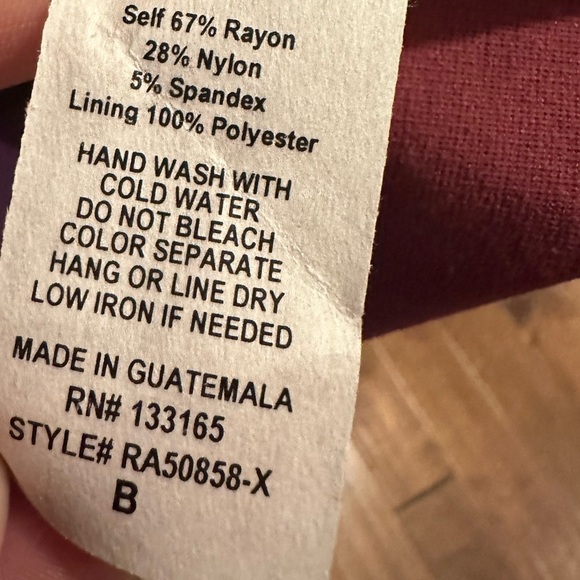 Self 67% Rayon
28% Nylon
5% Spandex
Lining 100% Polyester
HAND WASH WITH
COLD WATER
DO NOT BLEACH
COLOR SEPARATE
HANG OR LINE DRY
LOW IRON IF NEEDED
MADE IN GUATEMALA
RN# 133165
STYLE# RA50858-X
B